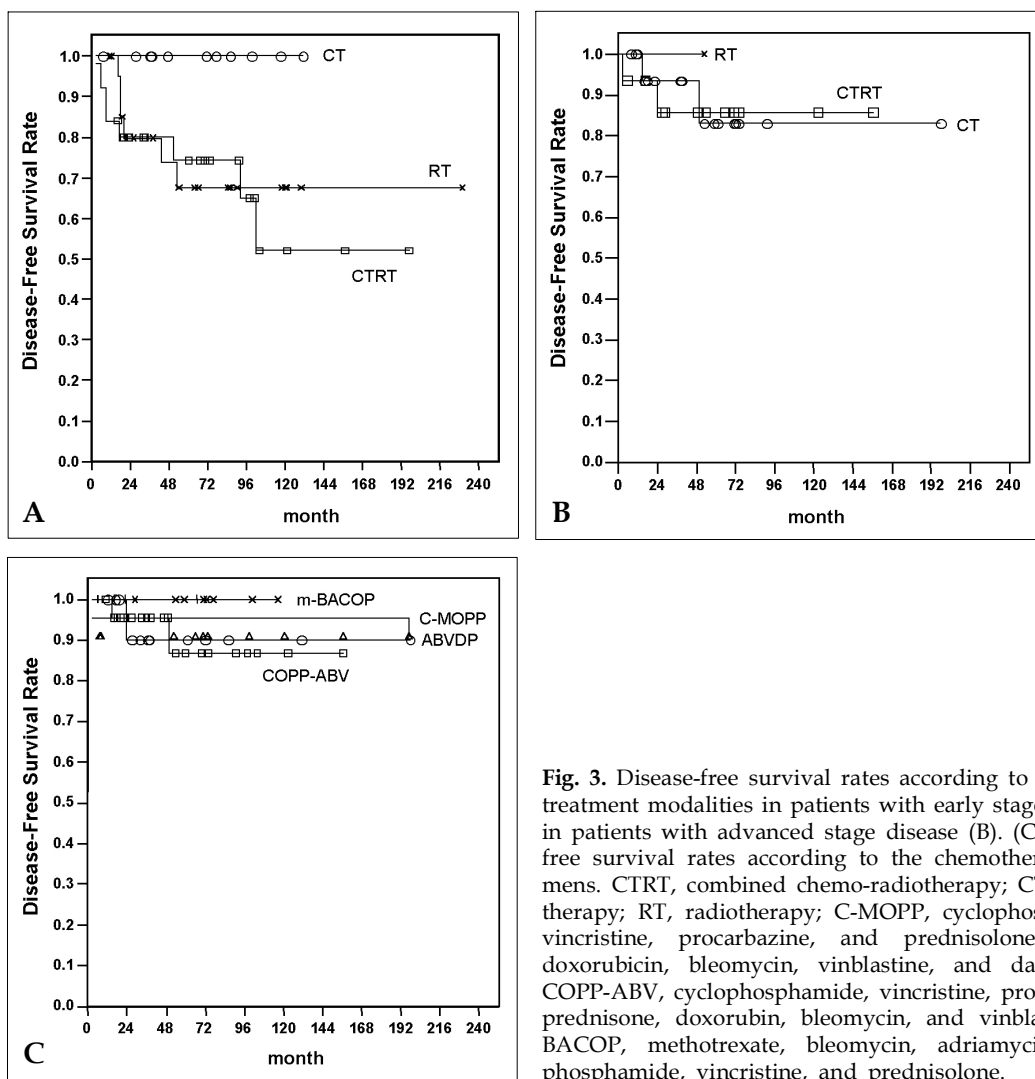 1.0
0.9
0.8
0.7
0.6
0.5
0.4
0.3
0.2
0.1
0.0
Disease-Free Survival Rate
CT
RT
CTRT
0 24 48 72 96 120 144 168 192 216 240
month
A
1.0
0.9
0.8
0.7
0.6
0.5
0.4
0.3
0.2
0.1
0.0
Disease-Free Survival Rate
RT
CTRT
CT
0 24 48 72 96 120 144 168 192 216 240
month
B
1.0
0.9
0.8
0.7
0.6
0.5
0.4
0.3
0.2
0.1
0.0
Disease-Free Survival Rate
m-BACOP
C-MOPP
ABVDP
COPP-ABV
0 24 48 72 96 120 144 168 192 216 240
month
C
Fig. 3. Disease-free survival rates according to
treatment modalities in patients with early stage
in patients with advanced stage disease (B). (C
free survival rates according to the chemother
mens. CTRT, combined chemo-radiotherapy; C
therapy; RT, radiotherapy; C-MOPP, cyclophos
vincristine, procarbazine, and prednisolone
doxorubicin, bleomycin, vinblastine, and da
COPP-ABV, cyclophosphamide, vincristine, pro
prednisone, doxorubin, bleomycin, and vinbla
BACOP, methotrexate, bleomycin, adriamyci
phosphamide, vincristine, and prednisolone.